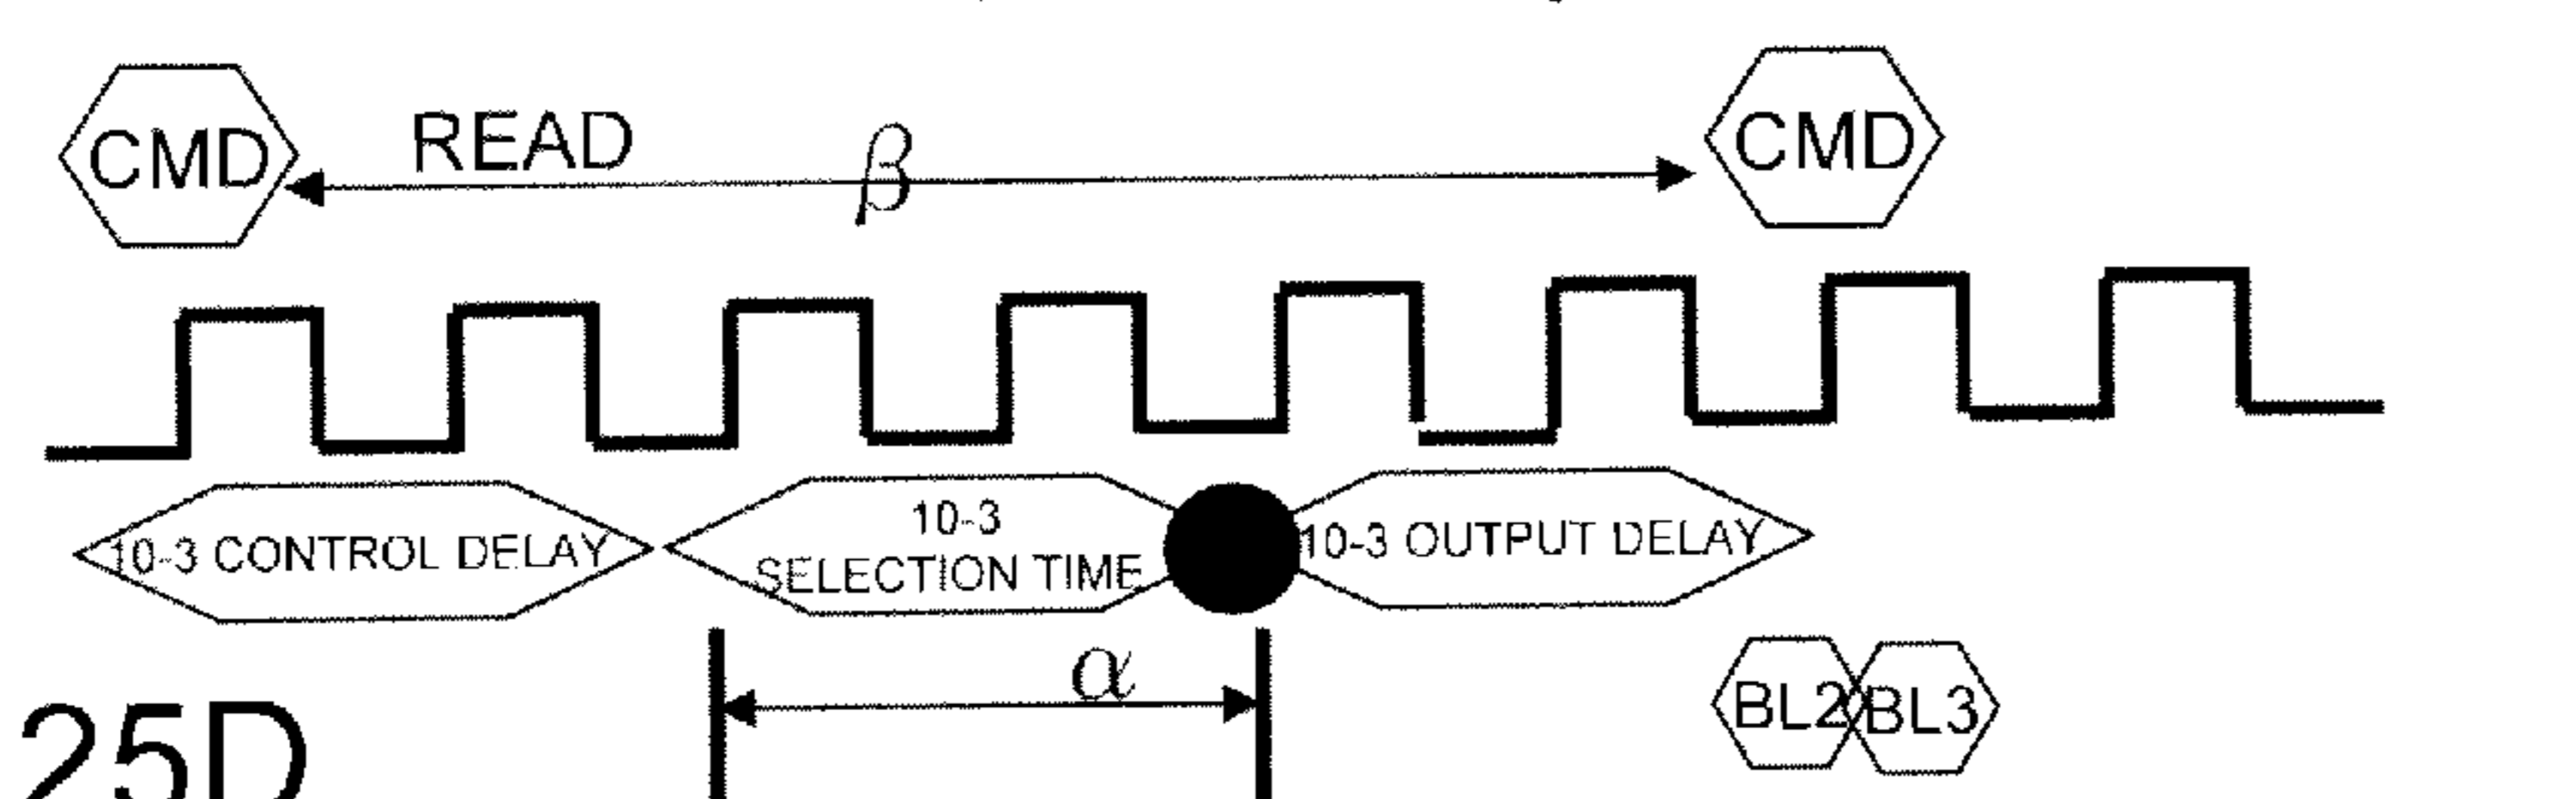 CMD READ β CMD
10-3 CONTROL DELAY
10-3
SELECTION TIME
10-3 OUTPUT DELAY
α
BL2 BL3
25D